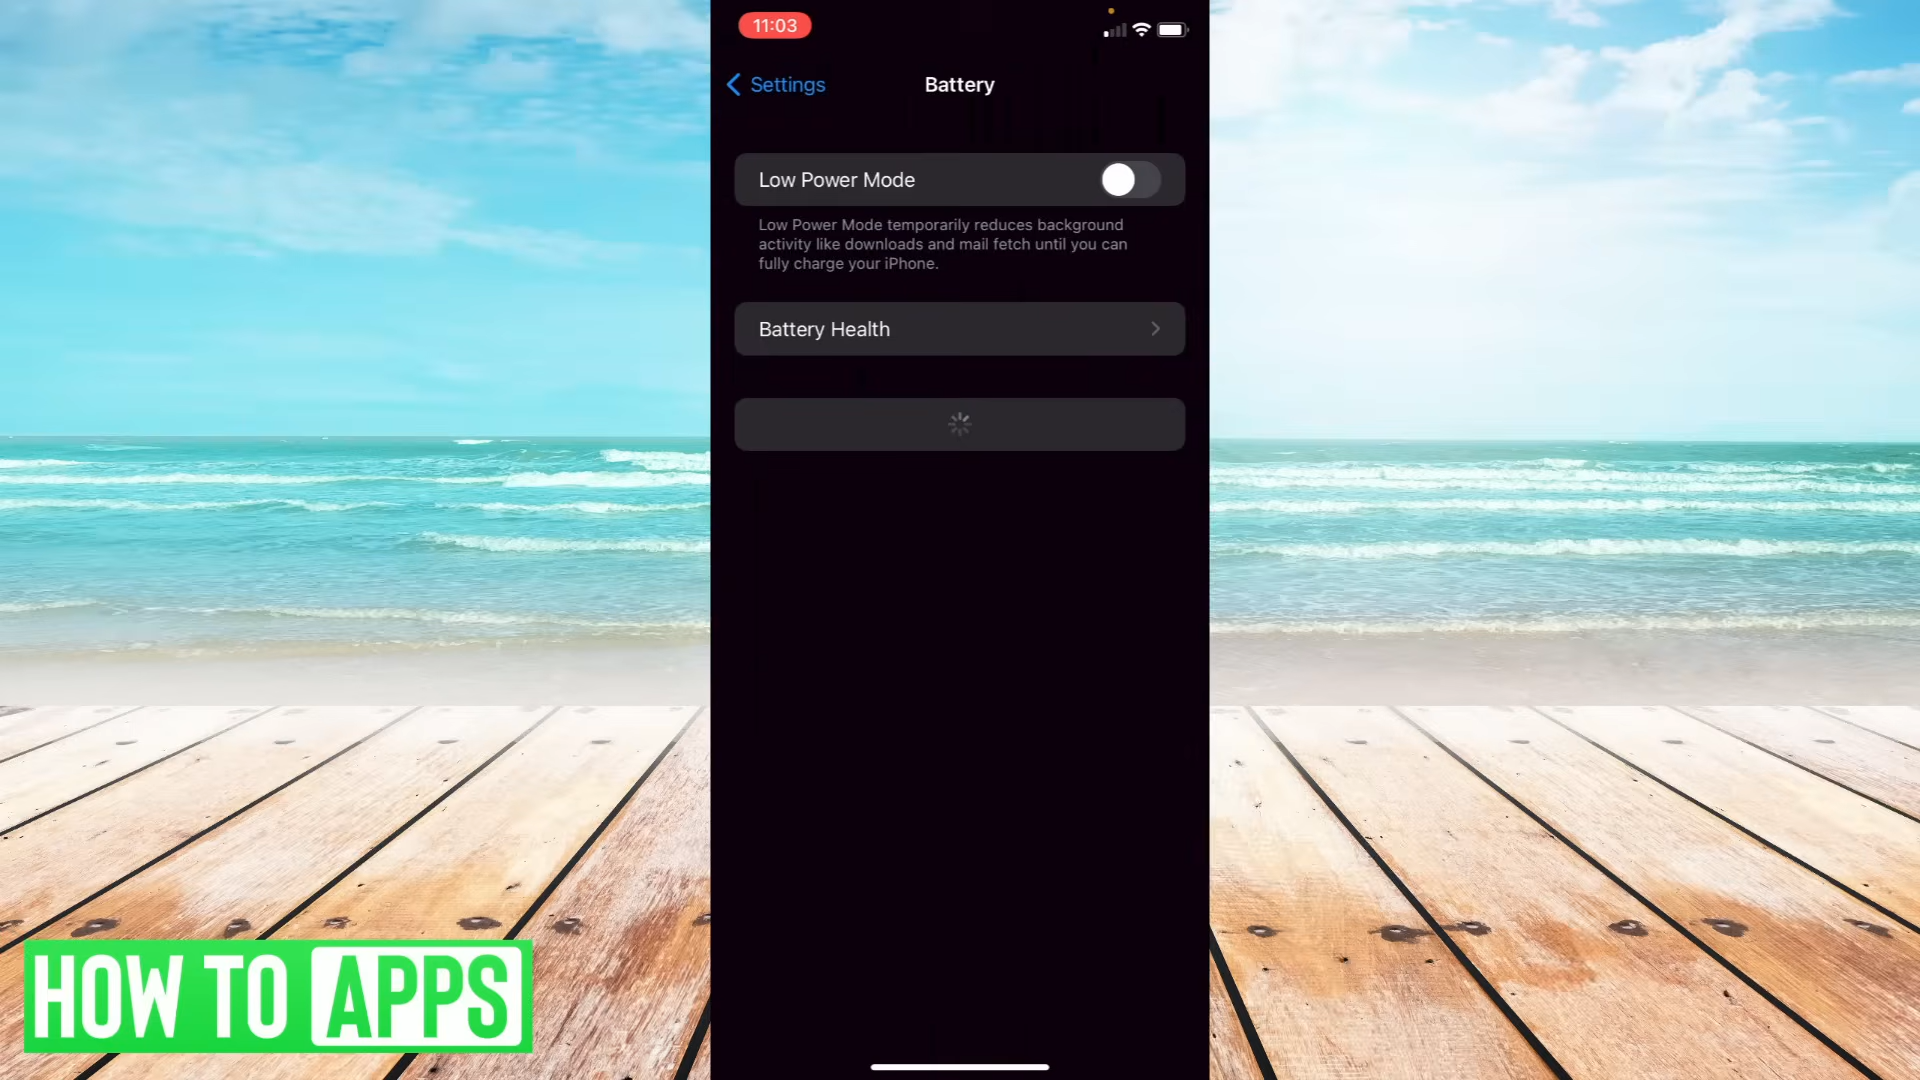 11:03
Settings
Battery
Low Power Mode
Low Power Mode temporarily reduces background
activity like downloads and mail fetch until you can
fully charge your iPhone.
Battery Health
HOW TO APPS